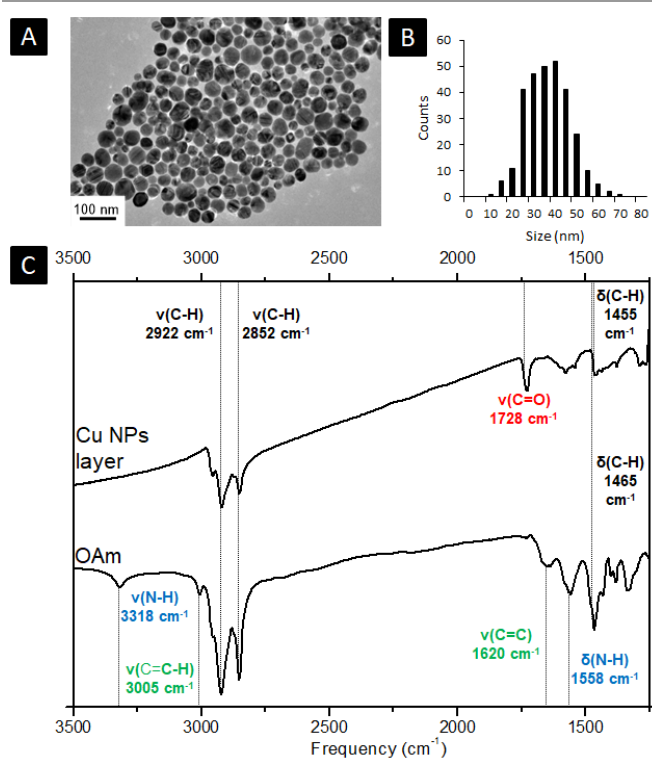 A
100 nm
B
60
50
40
30
20
10
0
Counts
0 10 20 30 40 50 60 70 80
Size (nm)
C
3500 3000 2500 2000 1500
ν(C-H)
2922 cm⁻¹
ν(C-H)
2852 cm⁻¹
δ(C-H)
1455
cm⁻¹
ν(C=O)
1728 cm⁻¹
Cu NPs
layer
δ(C-H)
1465
cm⁻¹
OAm
ν(N-H)
3318 cm⁻¹
ν(C=C-H)
3005 cm⁻¹
ν(C=C)
1620 cm⁻¹
δ(N-H)
1558 cm⁻¹
3500 3000 2500 2000 1500
Frequency (cm⁻¹)